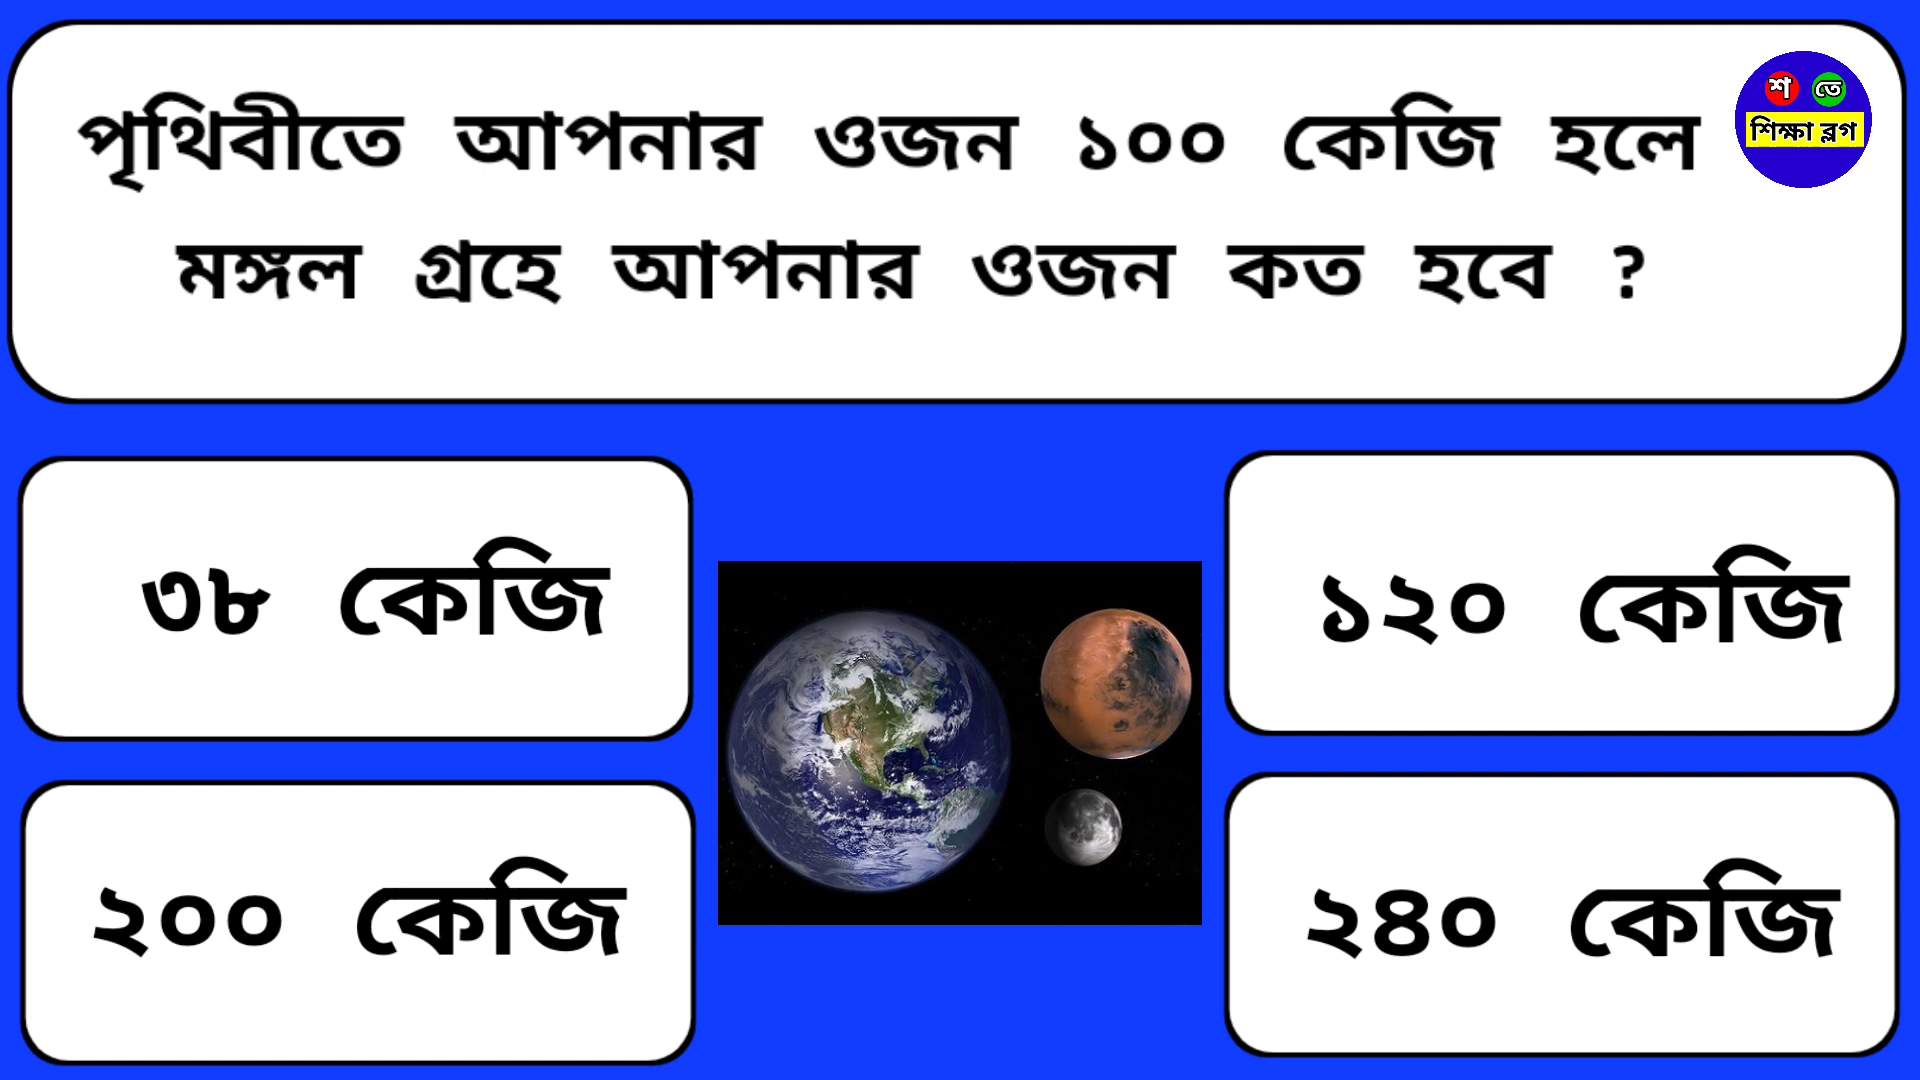 পৃথিবীতে আপনার ওজন ১০০ কেজি হলে
মঙ্গল গ্রহে আপনার ওজন কত হবে ?
শ তে
শিক্ষা ব্লগ
৩৮ কেজি
১২০ কেজি
২০০ কেজি
২৪০ কেজি